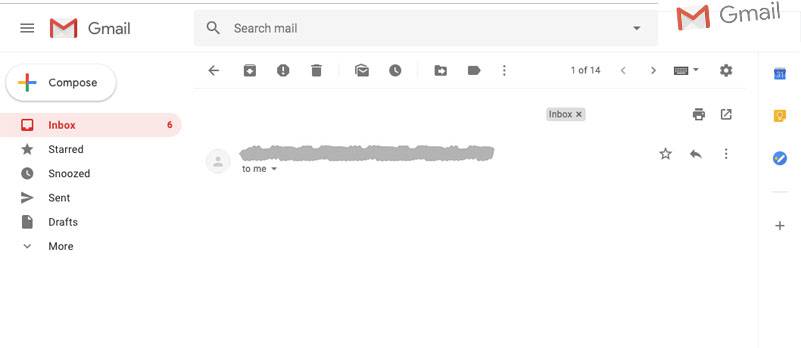 Gmail
Search mail
Gmail
Compose
1 of 14
31
Inbox 6
Inbox x
Starred
Snoozed
to me
Sent
Drafts
More